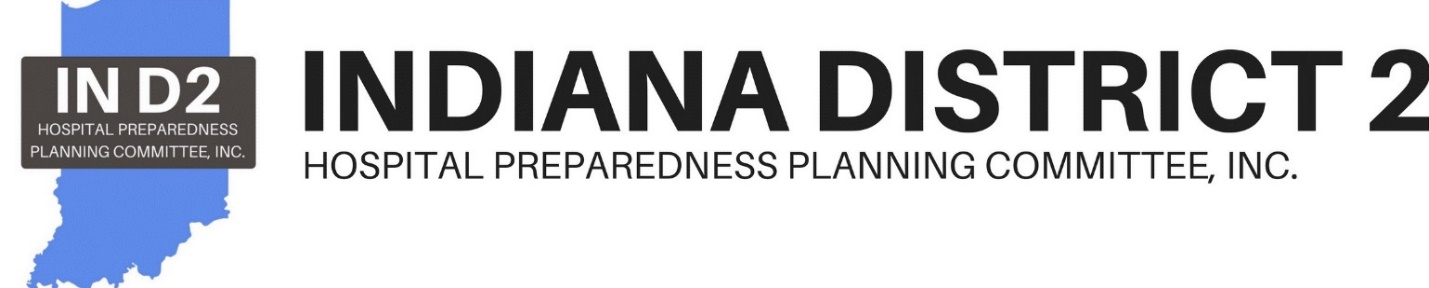 IN D2
HOSPITAL PREPAREDNESS
PLANNING COMMITTEE, INC.
INDIANA DISTRICT 2
HOSPITAL PREPAREDNESS PLANNING COMMITTEE, INC.